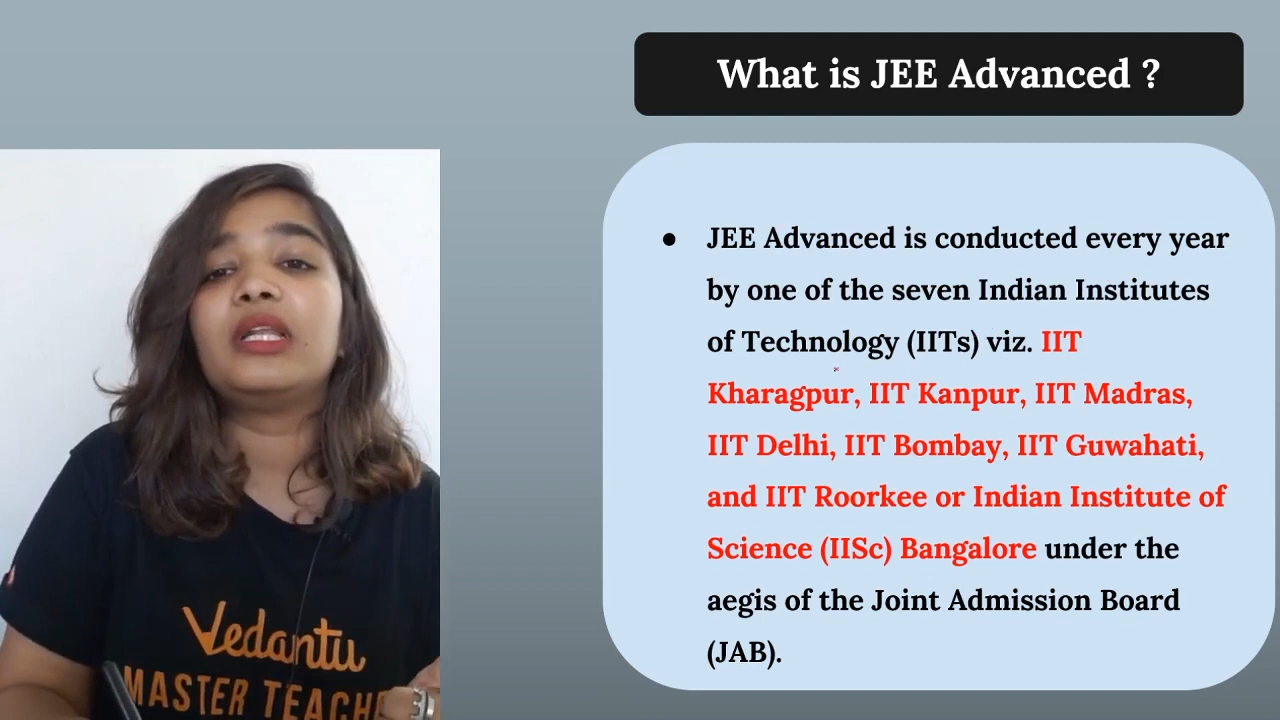 What is JEE Advanced ?
● JEE Advanced is conducted every year
by one of the seven Indian Institutes
of Technology (IITs) viz. IIT
Kharagpur, IIT Kanpur, IIT Madras,
IIT Delhi, IIT Bombay, IIT Guwahati,
and IIT Roorkee or Indian Institute of
Science (IISc) Bangalore under the
aegis of the Joint Admission Board
(JAB).
Vedantu
MASTER TEACHE